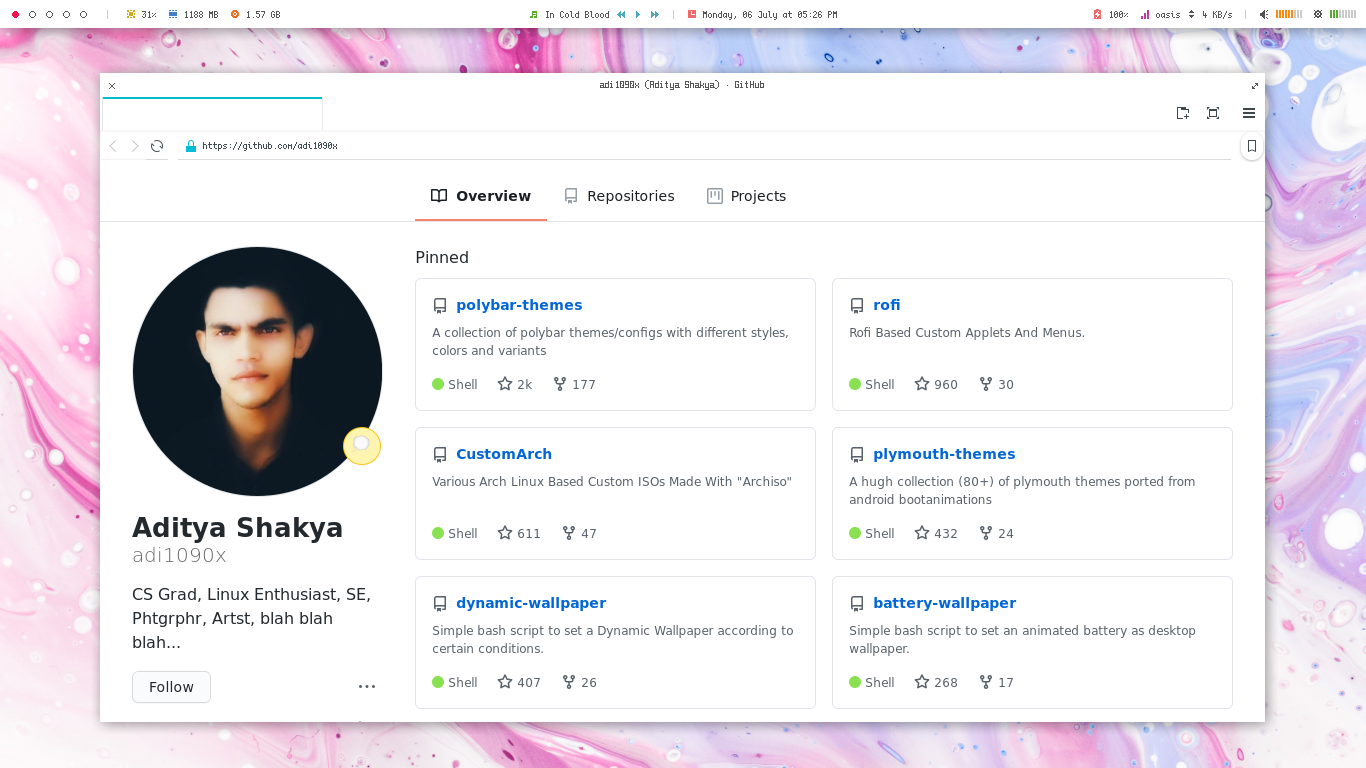 31% 1188 MB 1.57 GB In Cold Blood Monday, 06 July at 05:26 PM 100% oasis 4 KB/s
adi1090x (Aditya Shakya) · GitHub
https://github.com/adi1090x
Overview Repositories Projects
Pinned
polybar-themes
A collection of polybar themes/configs with different styles,
colors and variants
Shell 2k 177
rofi
Rofi Based Custom Applets And Menus.
Shell 960 30
CustomArch
Various Arch Linux Based Custom ISOs Made With "Archiso"
Shell 611 47
plymouth-themes
A hugh collection (80+) of plymouth themes ported from
android bootanimations
Shell 432 24
dynamic-wallpaper
Simple bash script to set a Dynamic Wallpaper according to
certain conditions.
Shell 407 26
battery-wallpaper
Simple bash script to set an animated battery as desktop
wallpaper.
Shell 268 17
Aditya Shakya
adi1090x
CS Grad, Linux Enthusiast, SE,
Phtgrphr, Artst, blah blah
blah...
Follow